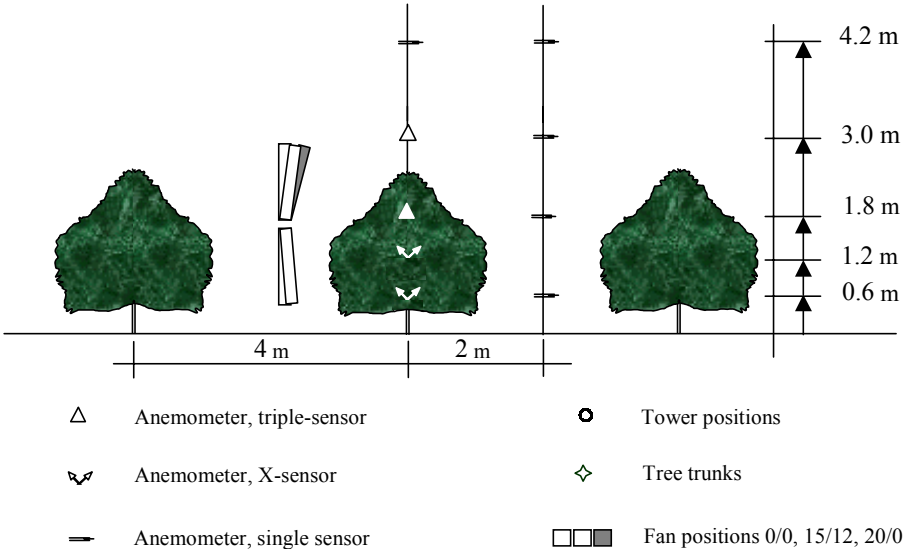 4.2 m
3.0 m
1.8 m
1.2 m
0.6 m
4 m
2 m
Anemometer, triple-sensor
Tower positions
Anemometer, X-sensor
Tree trunks
Anemometer, single sensor
Fan positions 0/0, 15/12, 20/0